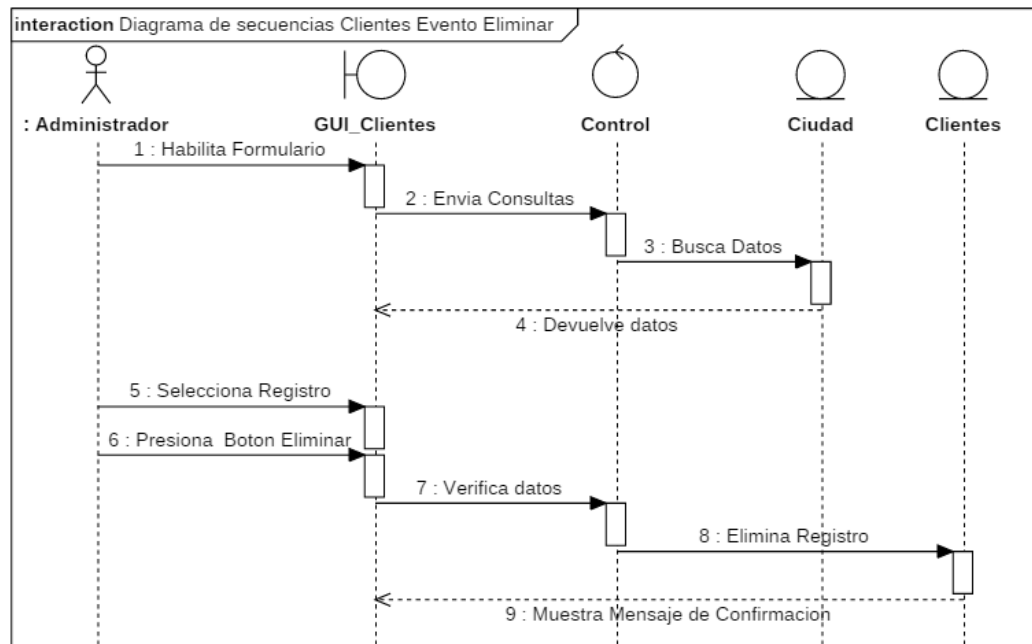 interaction Diagrama de secuencias Clientes Evento Eliminar
: Administrador
GUI_Clientes
Control
Ciudad
Clientes
1 : Habilita Formulario
2 : Envia Consultas
3 : Busca Datos
4 : Devuelve datos
5 : Selecciona Registro
6 : Presiona  Boton Eliminar
7 : Verifica datos
8 : Elimina Registro
9 : Muestra Mensaje de Confirmacion